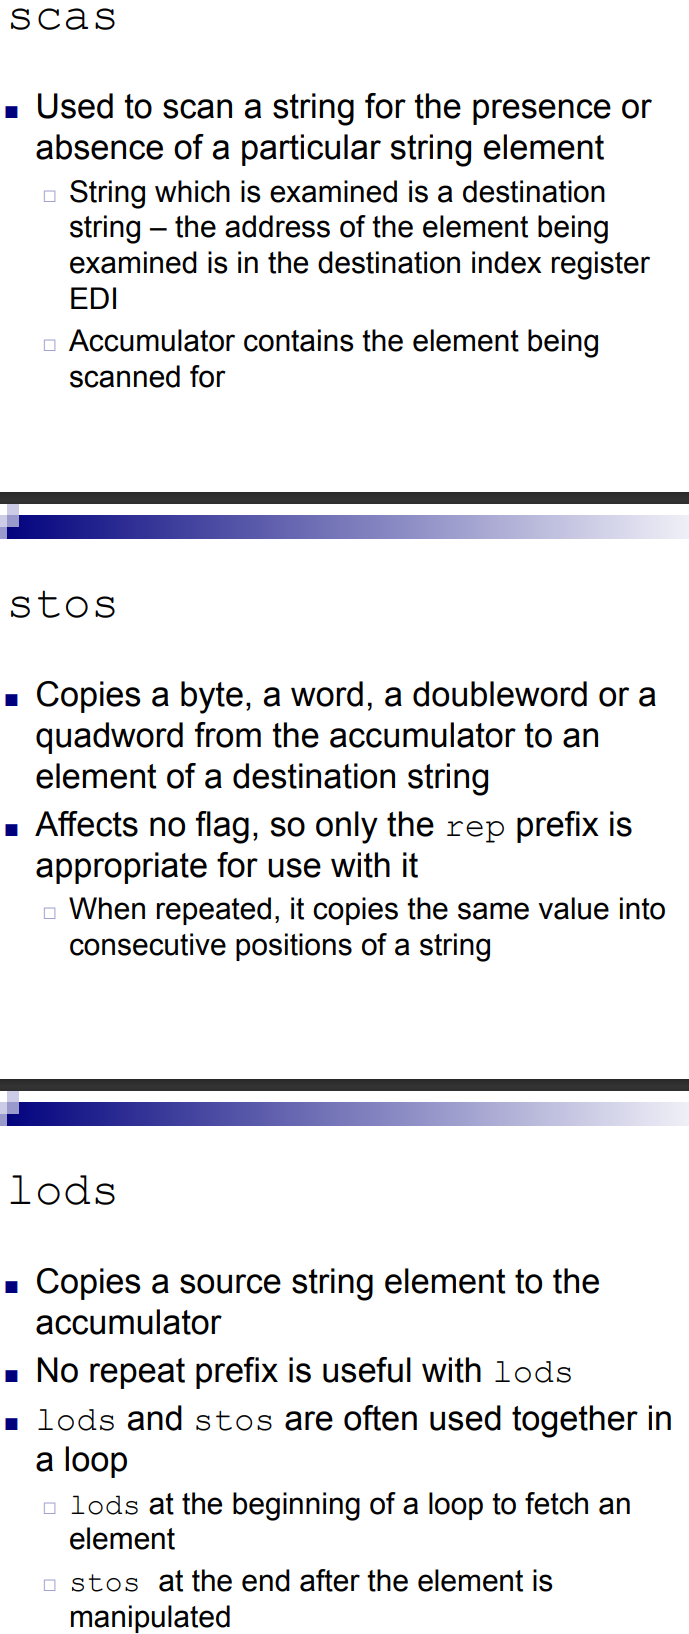 scas
Used to scan a string for the presence or
absence of a particular string element
String which is examined is a destination
string – the address of the element being
examined is in the destination index register
EDI
Accumulator contains the element being
scanned for
stos
Copies a byte, a word, a doubleword or a
quadword from the accumulator to an
element of a destination string
Affects no flag, so only the rep prefix is
appropriate for use with it
When repeated, it copies the same value into
consecutive positions of a string
lods
Copies a source string element to the
accumulator
No repeat prefix is useful with lods
lods and stos are often used together in
a loop
lods at the beginning of a loop to fetch an
element
stos at the end after the element is
manipulated